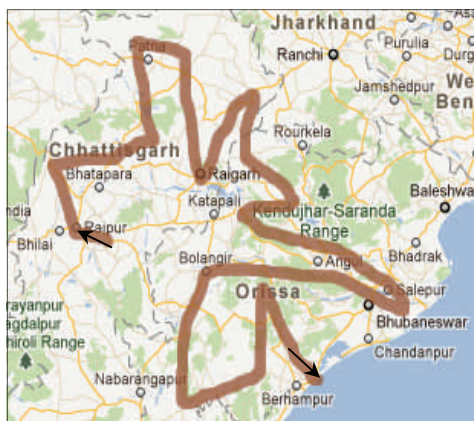 Jharkhand
Patna
Ranchi
Purulia
Durg
We
Ben
Jamshedpur
Rourkela
Chhattisgarh
Bhatapara
Raigarh
Katapali
Kendujhar-Saranda
Range
Baleshwa
ndia
Raipur
Bhilai
Bhadrak
Bolangir
Angul
Salepur
Orissa
Bhubaneswar
rayanpur
agdalpur
hiroli Range
Chandanpur
Nabarangapur
Berhampur